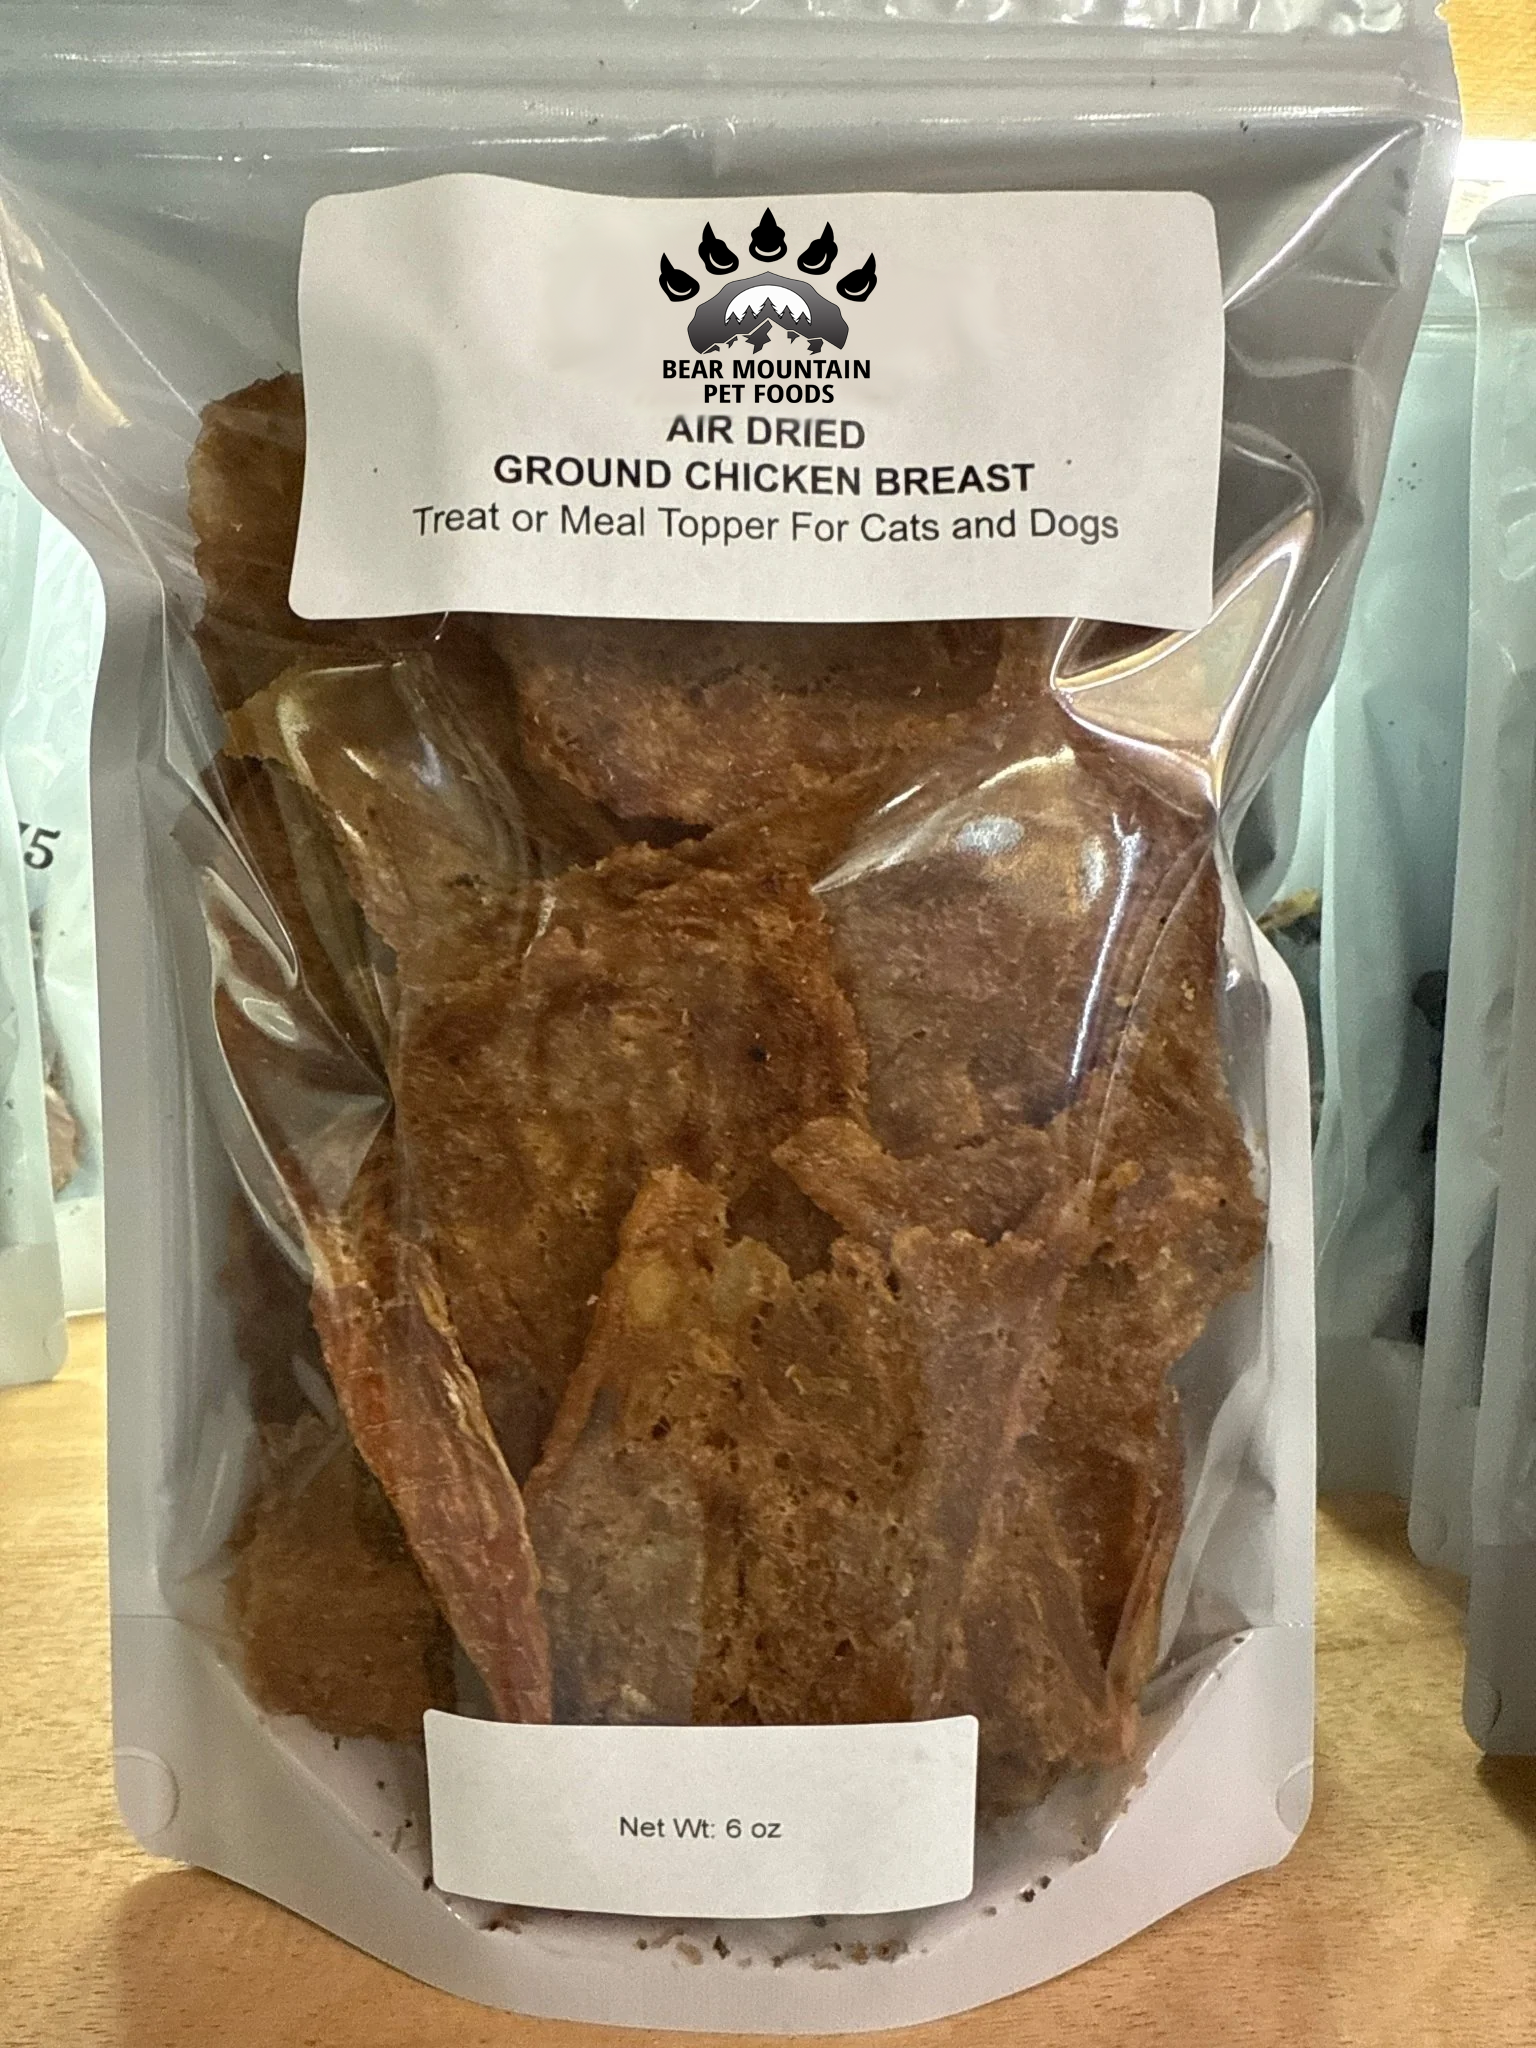 BEAR MOUNTAIN
PET FOODS
AIR DRIED
GROUND CHICKEN BREAST
Treat or Meal Topper For Cats and Dogs
5
Net Wt: 6 oz